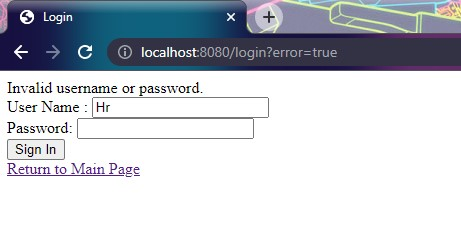 Login
localhost:8080/login?error=true
Invalid username or password.
User Name : Hr
Password:
Sign In
Return to Main Page